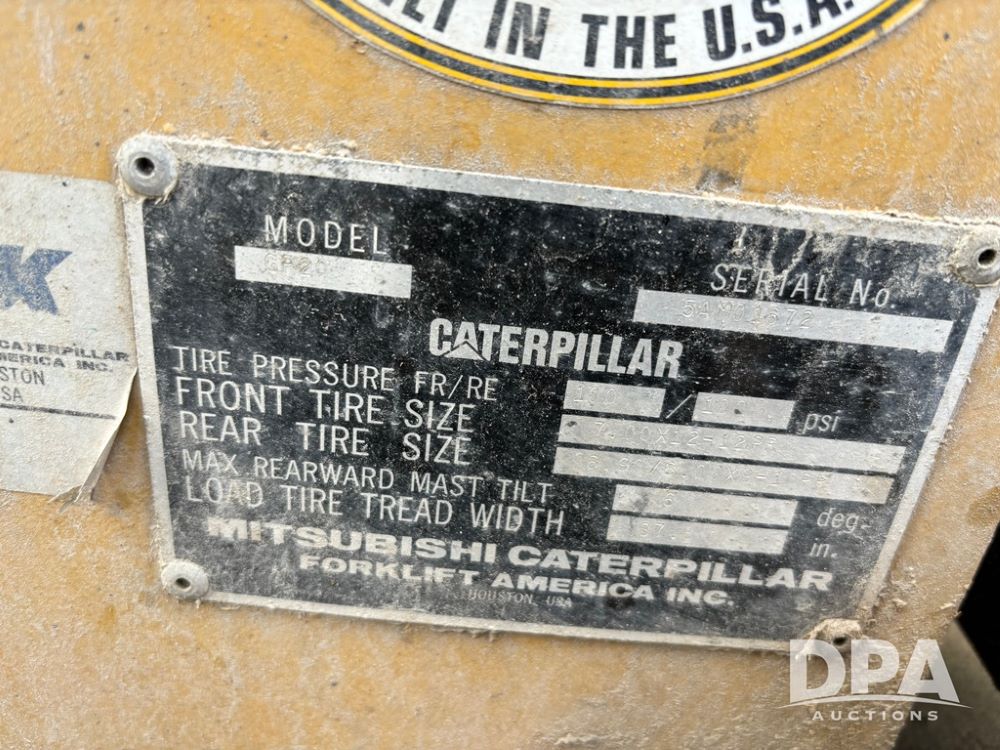 IN THE U.S.A.
K
CATERPILLAR
AMERICA INC.
STON
SA
MODEL
SERIAL No.
CATERPILLAR
TIRE PRESSURE FR/RE / psi
FRONT TIRE SIZE
REAR TIRE SIZE
MAX REARWARD MAST TILT deg.
LOAD TIRE TREAD WIDTH in.
MITSUBISHI CATERPILLAR
FORKLIFT AMERICA INC.
HOUSTON, USA
DPA
AUCTIONS